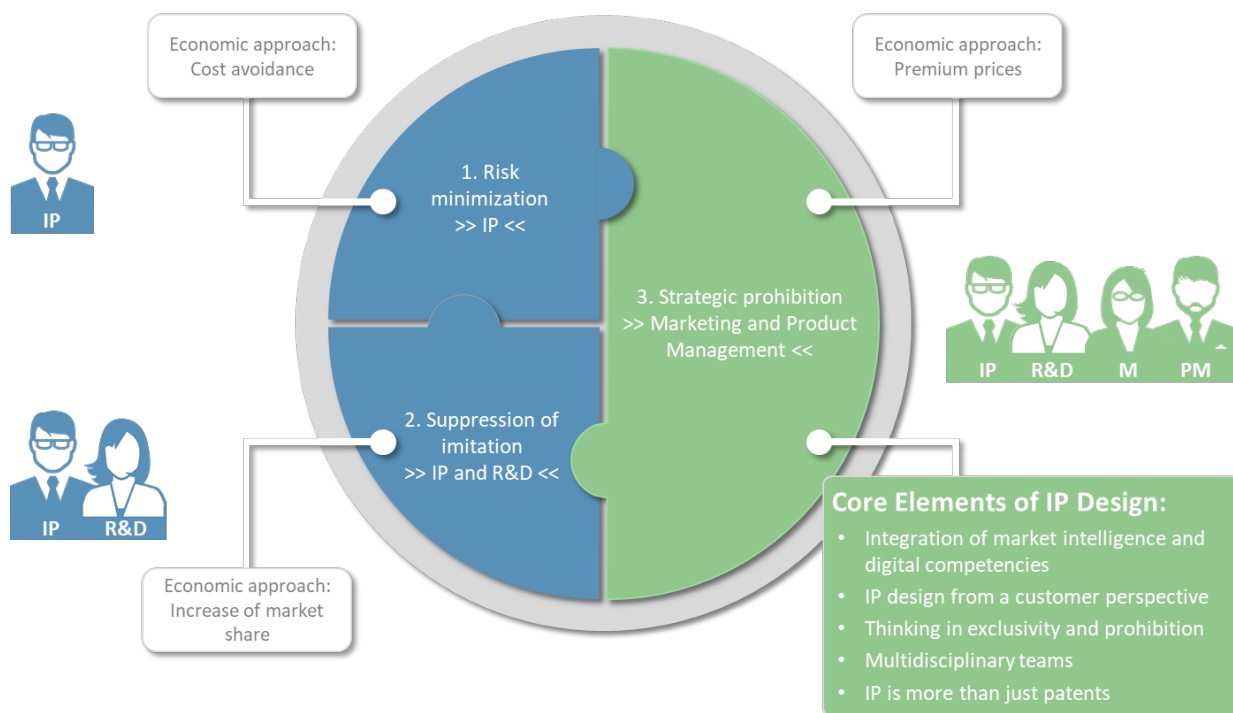 Economic approach:
Cost avoidance
Economic approach:
Premium prices
IP
1. Risk
minimization
>> IP <<
3. Strategic prohibition
>> Marketing and Product
Management <<
IP R&D M PM
2. Suppression of
imitation
>> IP and R&D <<
IP R&D
Economic approach:
Increase of market
share
Core Elements of IP Design:
• Integration of market intelligence and
digital competencies
• IP design from a customer perspective
• Thinking in exclusivity and prohibition
• Multidisciplinary teams
• IP is more than just patents